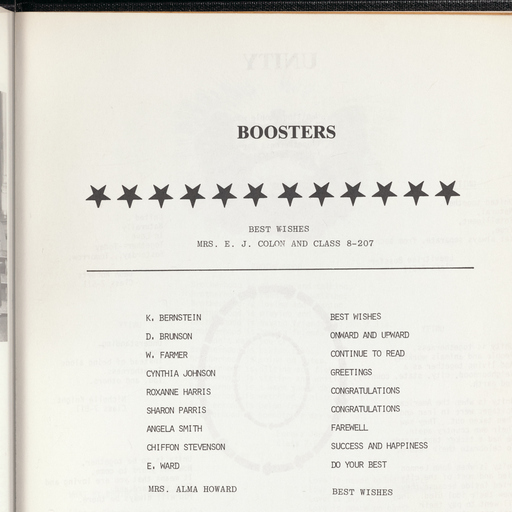 BOOSTERS
BEST WISHES
MRS. E. J. COLON AND CLASS 8-207
K. BERNSTEIN BEST WISHES
D. BRUNSON ONWARD AND UPWARD
W. FARMER CONTINUE TO READ
CYNTHIA JOHNSON GREETINGS
ROXANNE HARRIS CONGRATULATIONS
SHARON PARRIS CONGRATULATIONS
ANGELA SMITH FAREWELL
CHIFFON STEVENSON SUCCESS AND HAPPINESS
E. WARD DO YOUR BEST
MRS. ALMA HOWARD BEST WISHES